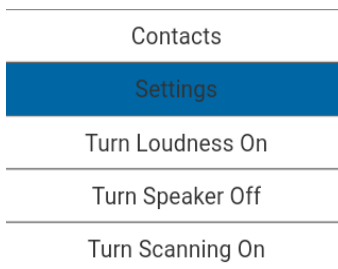 Contacts
Settings
Turn Loudness On
Turn Speaker Off
Turn Scanning On